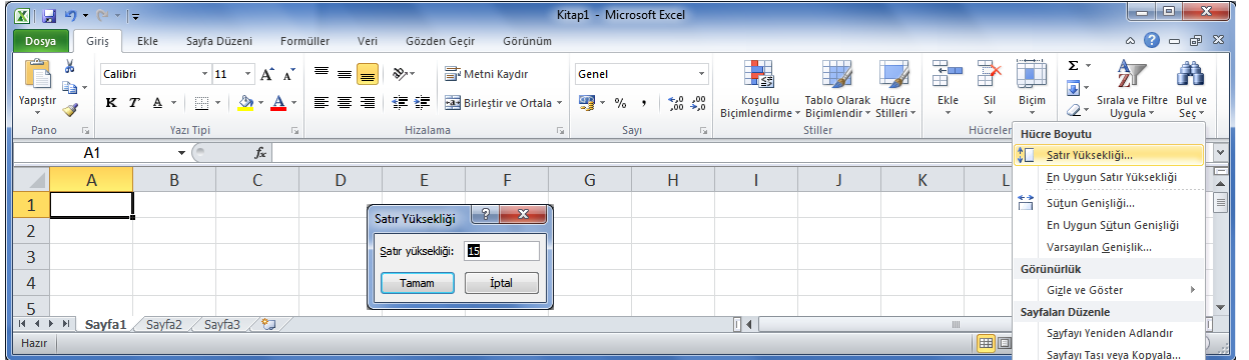 Kitap1 - Microsoft Excel
Dosya Giriş Ekle Sayfa Düzeni Formüller Veri Gözden Geçir Görünüm
Yapıştır
Calibri 11
K T A
Metni Kaydır
Birleştir ve Ortala
Genel
% ,
Koşullu Biçimlendirme
Tablo Olarak Biçimlendir
Hücre Stilleri
Ekle
Sil
Biçim
Σ
Sırala ve Filtre Uygula
Bul ve Seç
Pano Yazı Tipi Hizalama Sayı Stiller Hücreler
A1 fx
A B C D E F G H I J K L
1
2
3
4
5
Satır Yüksekliği
Satır yüksekliği: 15
Tamam İptal
Hücre Boyutu
Satır Yüksekliği...
En Uygun Satır Yüksekliği
Sütun Genişliği...
En Uygun Sütun Genişliği
Varsayılan Genişlik...
Görünürlük
Gizle ve Göster
Sayfaları Düzenle
Sayfayı Yeniden Adlandır
Sayfayı Taşı veya Kopyala...
Sayfa1 Sayfa2 Sayfa3
Hazır